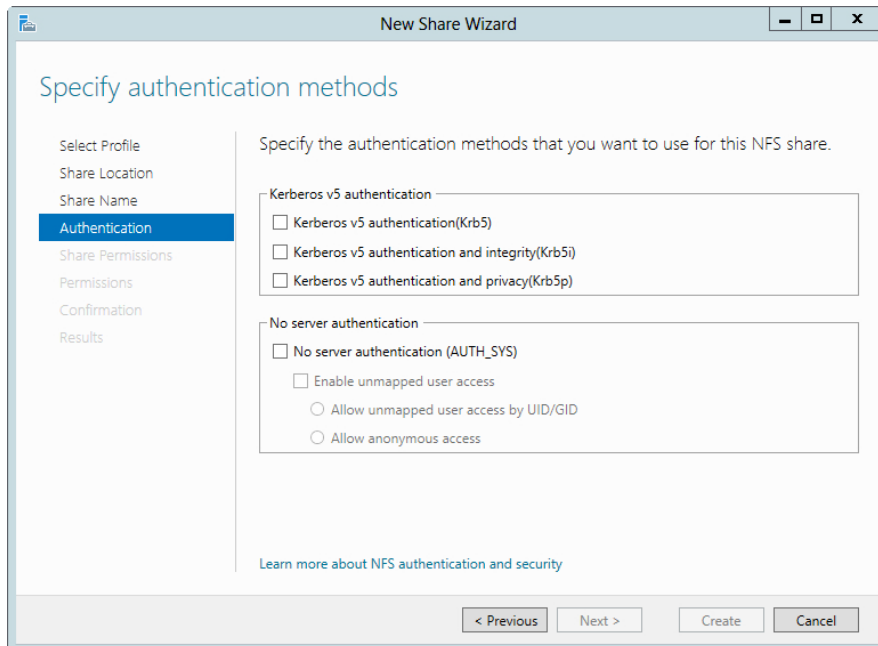 New Share Wizard
Specify authentication methods
Select Profile
Share Location
Share Name
Authentication
Share Permissions
Permissions
Confirmation
Results
Specify the authentication methods that you want to use for this NFS share.
Kerberos v5 authentication
Kerberos v5 authentication(Krb5)
Kerberos v5 authentication and integrity(Krb5i)
Kerberos v5 authentication and privacy(Krb5p)
No server authentication
No server authentication (AUTH_SYS)
Enable unmapped user access
Allow unmapped user access by UID/GID
Allow anonymous access
Learn more about NFS authentication and security
< Previous
Next >
Create
Cancel